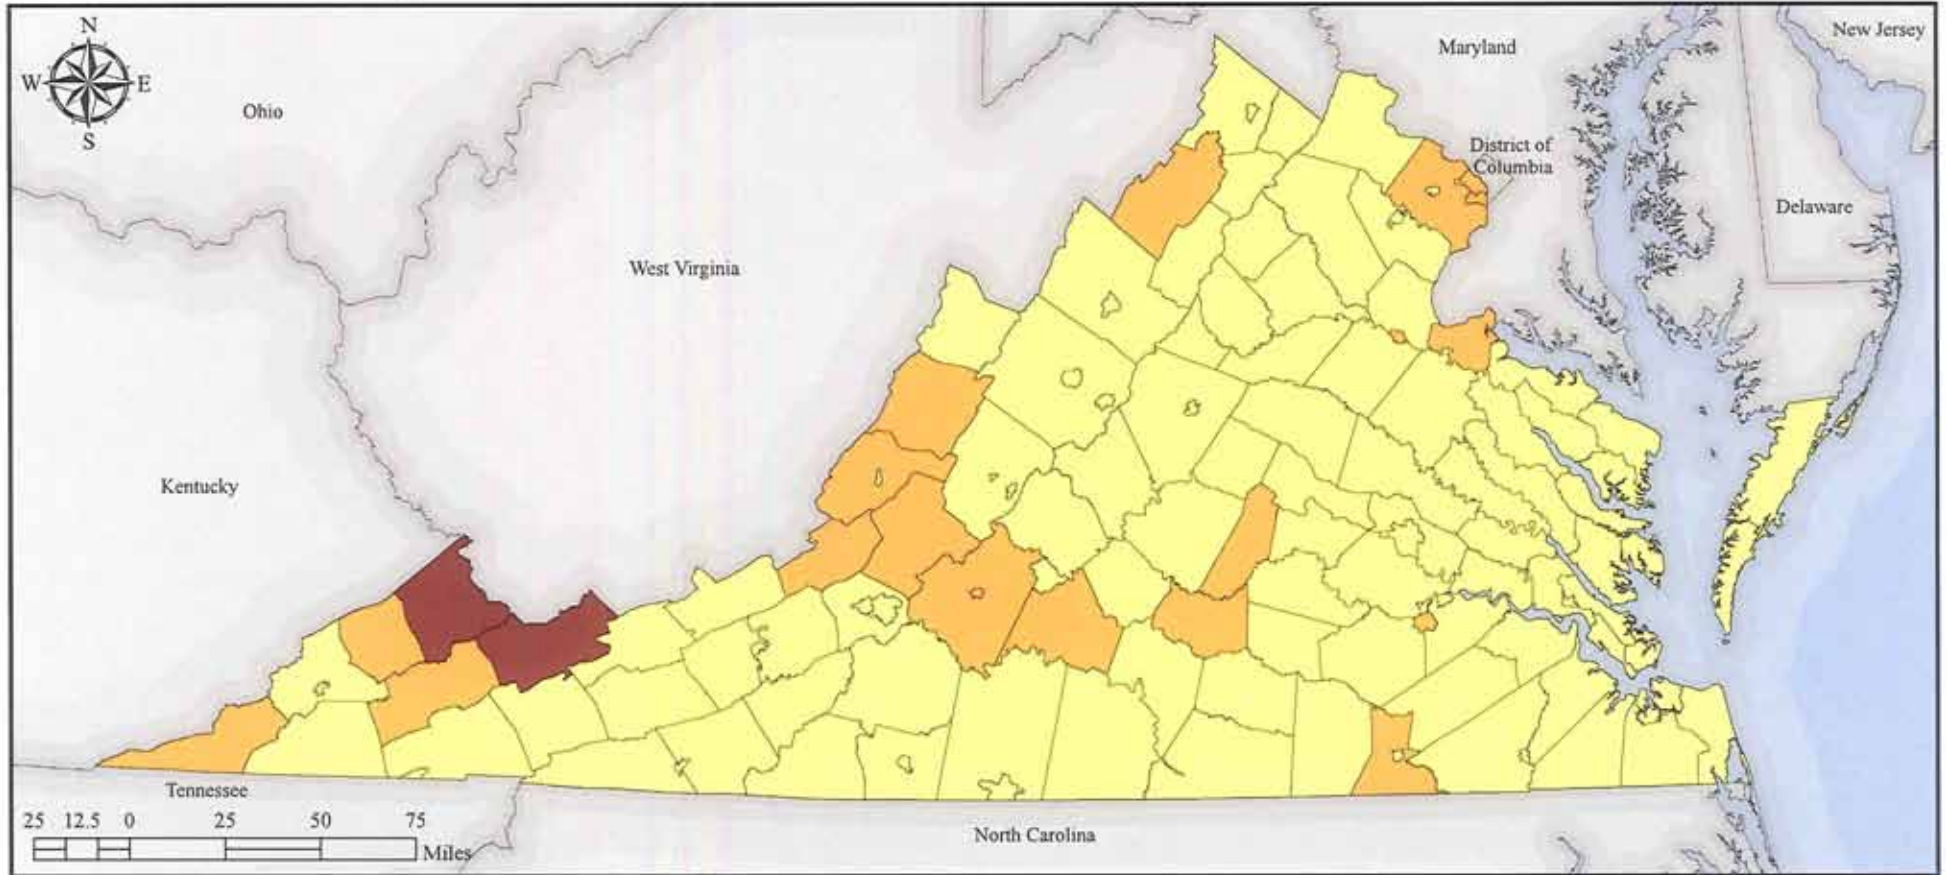 N
W E
S
Ohio
Maryland
New Jersey
District of
Columbia
Delaware
West Virginia
Kentucky
Tennessee
North Carolina
25 12.5 0 25 50 75
Miles